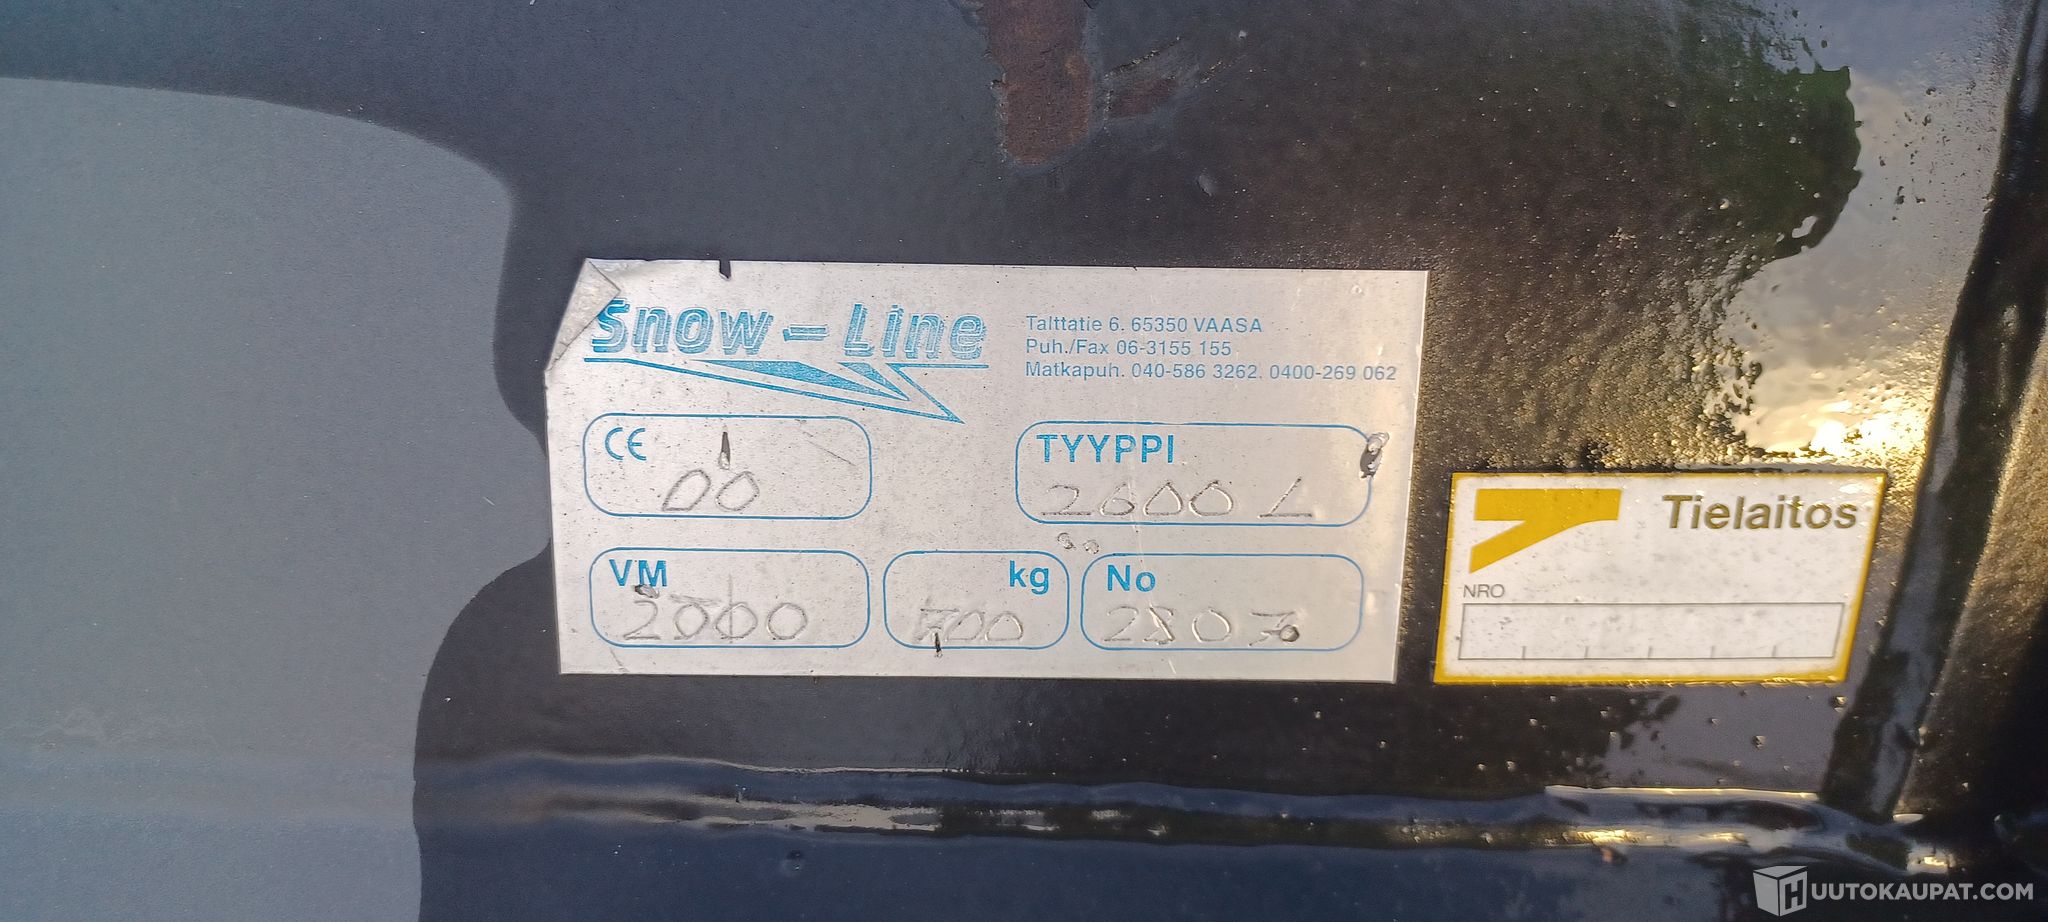 Snow-Line
Talttatie 6. 65350 VAASA
Puh./Fax 06-3155 155
Matkapuh. 040-586 3262, 0400-269 062
CE
00
TYYPPI
2600 L
VM
2000
kg
700
No
2807
Tielaitos
NRO
HUUTOKAUPAT.COM